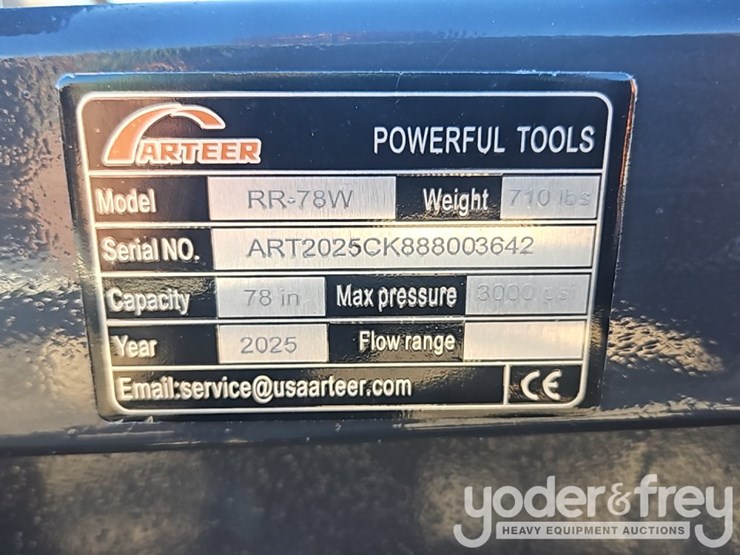 ARTEER POWERFUL TOOLS
Model RR-78W Weight 710 lbs
Serial NO. ART2025CK888003642
Capacity 78 in Max pressure 3000 psi
Year 2025 Flow range
Email:service@usaarteer.com CE
yoder&frey
HEAVY EQUIPMENT AUCTIONS